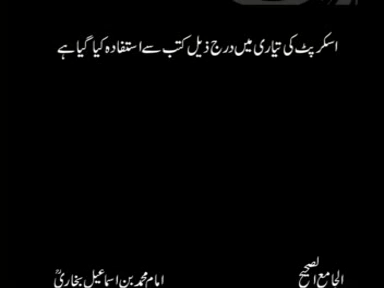 اسکرپٹ کی تیاری میں درج ذیل کتب سے استفادہ کیا گیا ہے
الجامع الصحیح امام محمد بن اسماعیل بخاریؒ